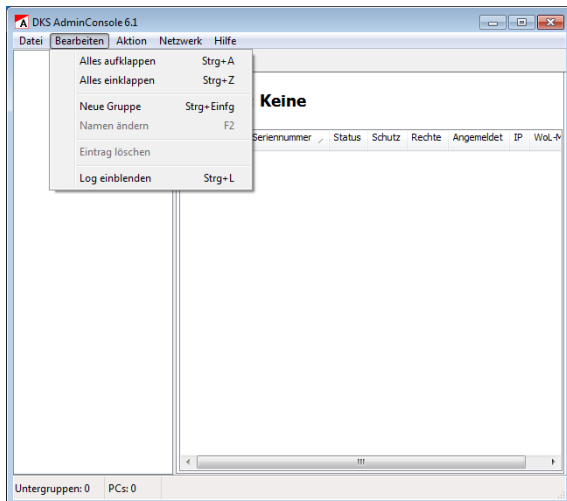 DKS AdminConsole 6.1
Datei Bearbeiten Aktion Netzwerk Hilfe
Alles aufklappen Strg+A
Alles einklappen Strg+Z
Neue Gruppe Strg+Einfg
Namen ändern F2
Eintrag löschen
Log einblenden Strg+L
Keine
Seriennummer Status Schutz Rechte Angemeldet IP WoL-M
Untergruppen: 0 PCs: 0